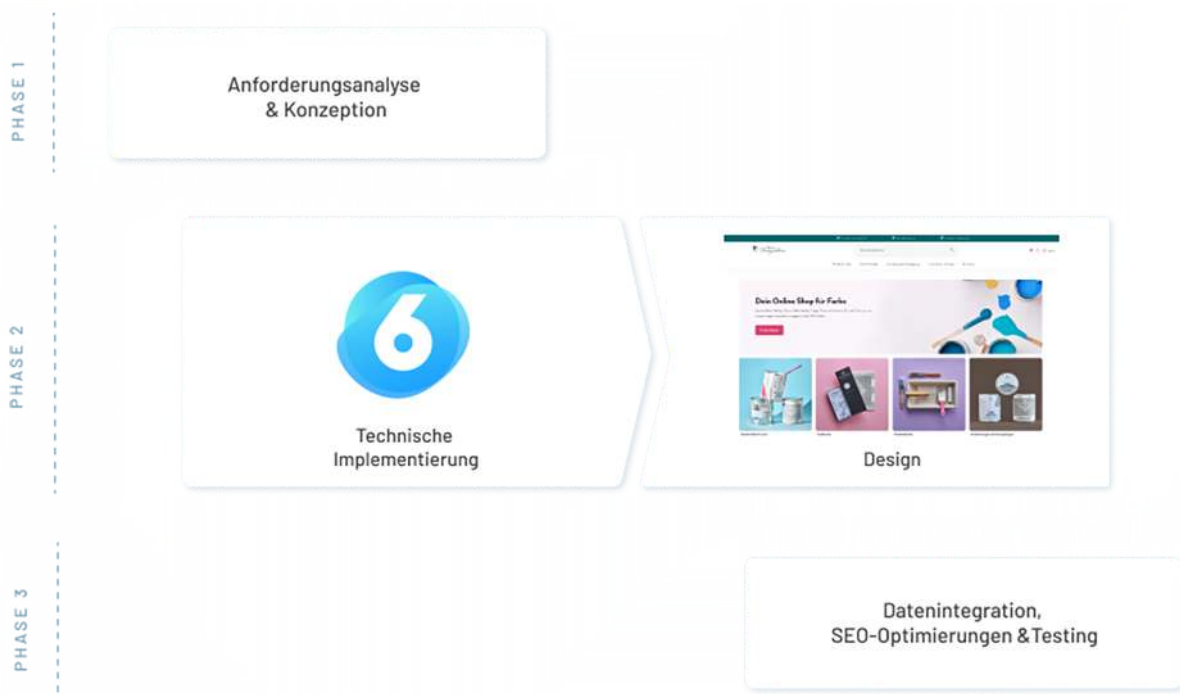 PHASE 1
Anforderungsanalyse
& Konzeption
PHASE 2
6
Technische
Implementierung
Dein Online Shop für Farbe
Design
PHASE 3
Datenintegration,
SEO-Optimierungen &Testing